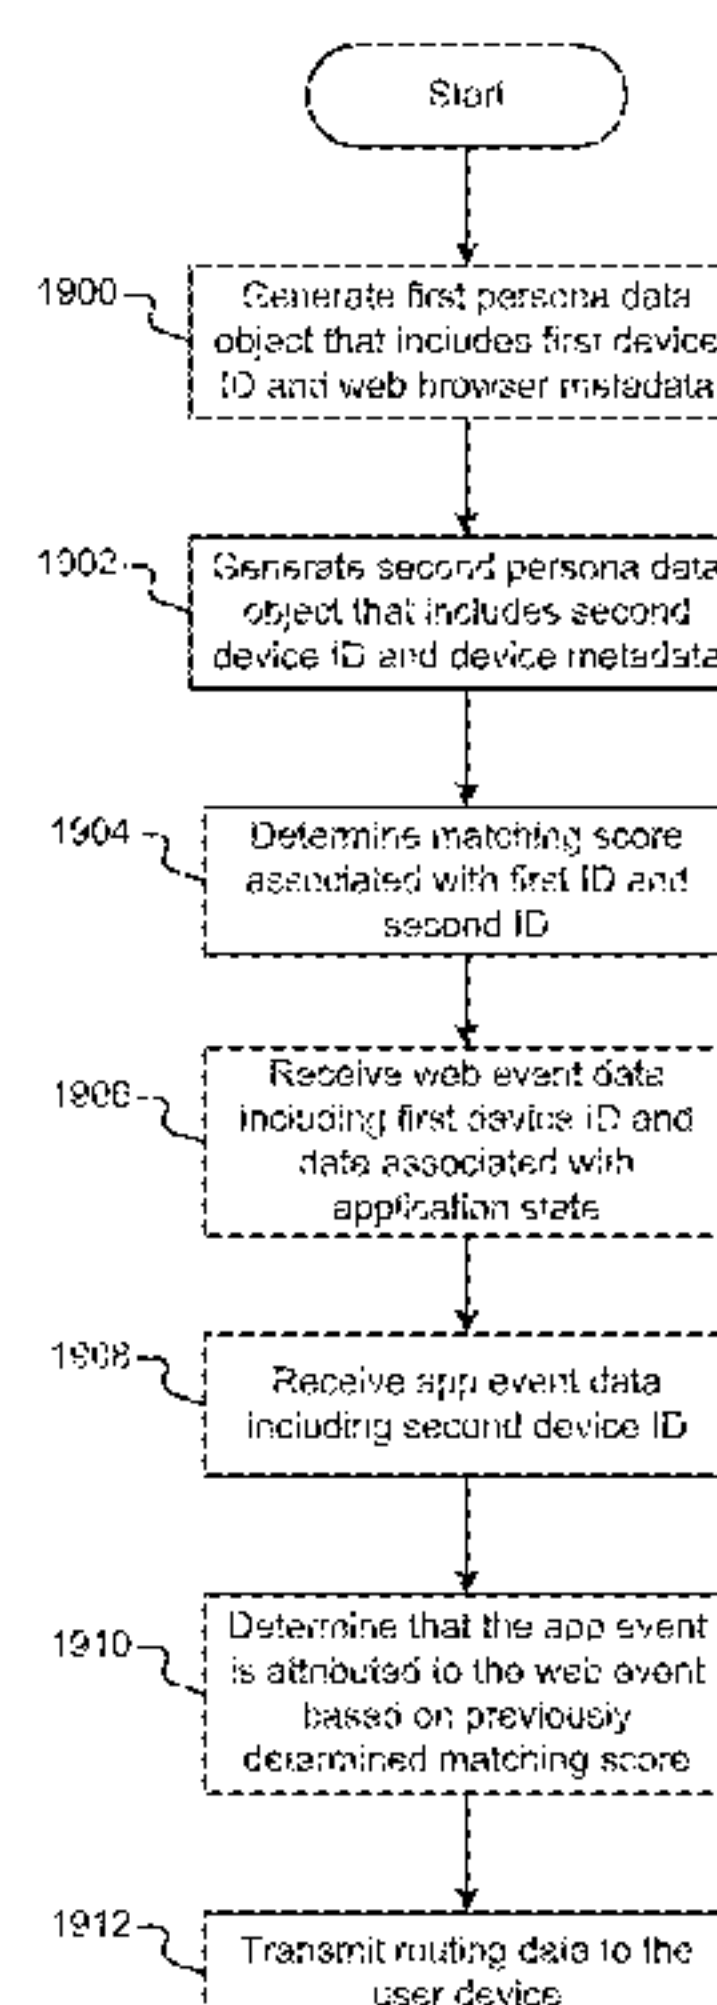 Start
1900
Generate first persona data
object that includes first device
ID and web browser metadata
1902
Generate second persona data
object that includes second
device ID and device metadata
1904
Determine matching score
associated with first ID and
second ID
1906
Receive web event data
including first device ID and
data associated with
application state
1908
Receive app event data
including second device ID
1910
Determine that the app event
is attributed to the web event
based on previously
determined matching score
1912
Transmit routing data to the
user device